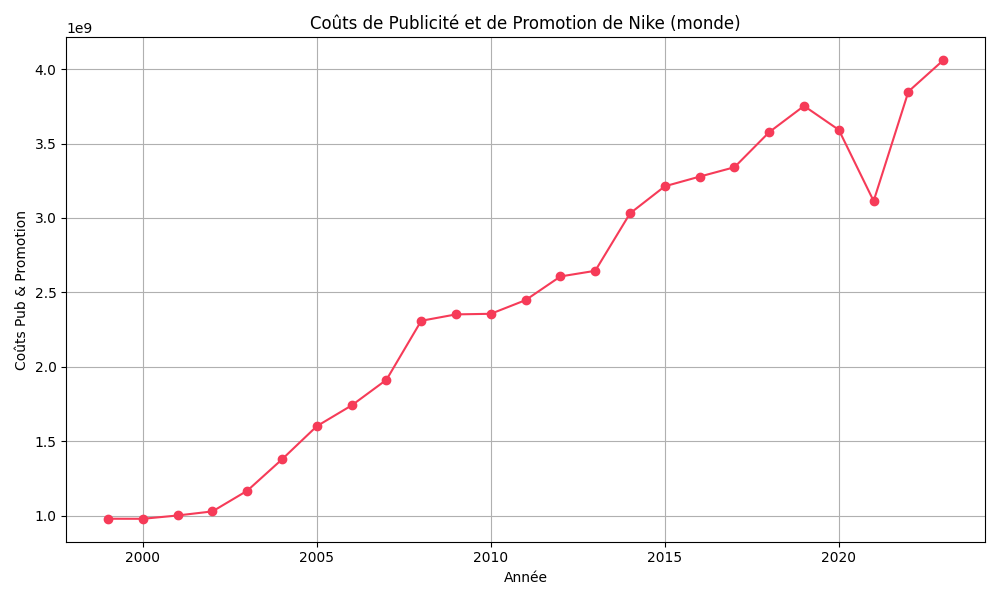 Coûts de Publicité et de Promotion de Nike (monde)
1e9
4.0
3.5
3.0
2.5
2.0
1.5
1.0
Coûts Pub & Promotion
2000 2005 2010 2015 2020
Année